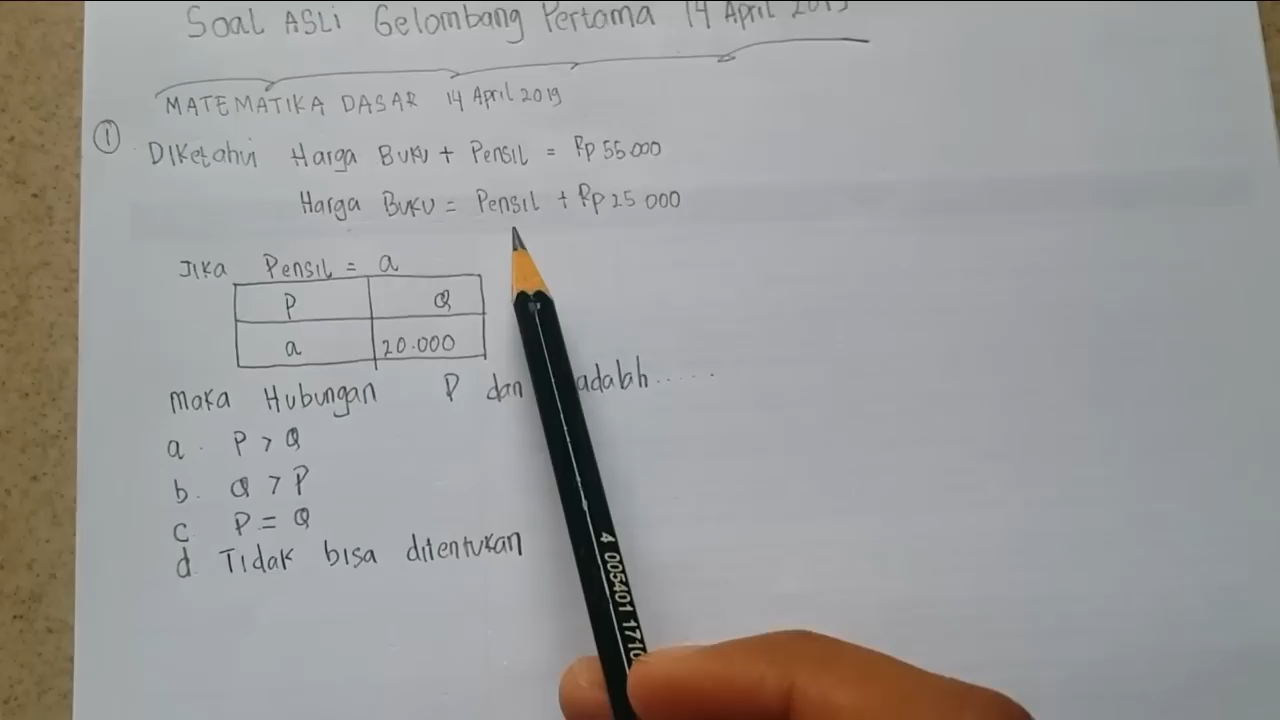 Soal ASLi Gelombang Pertama 14 April 2019
MATEMATIKA DASAR 14 April 2019
① Diketahui Harga Buku + Pensil = Rp 55.000
Harga Buku = Pensil + Rp 25 000
Jika Pensil = a
P Q
a 20.000
maka Hubungan P dan adalah......
a. P > Q
b. Q > P
c P = Q
d. Tidak bisa ditentukan
4 005401 1710